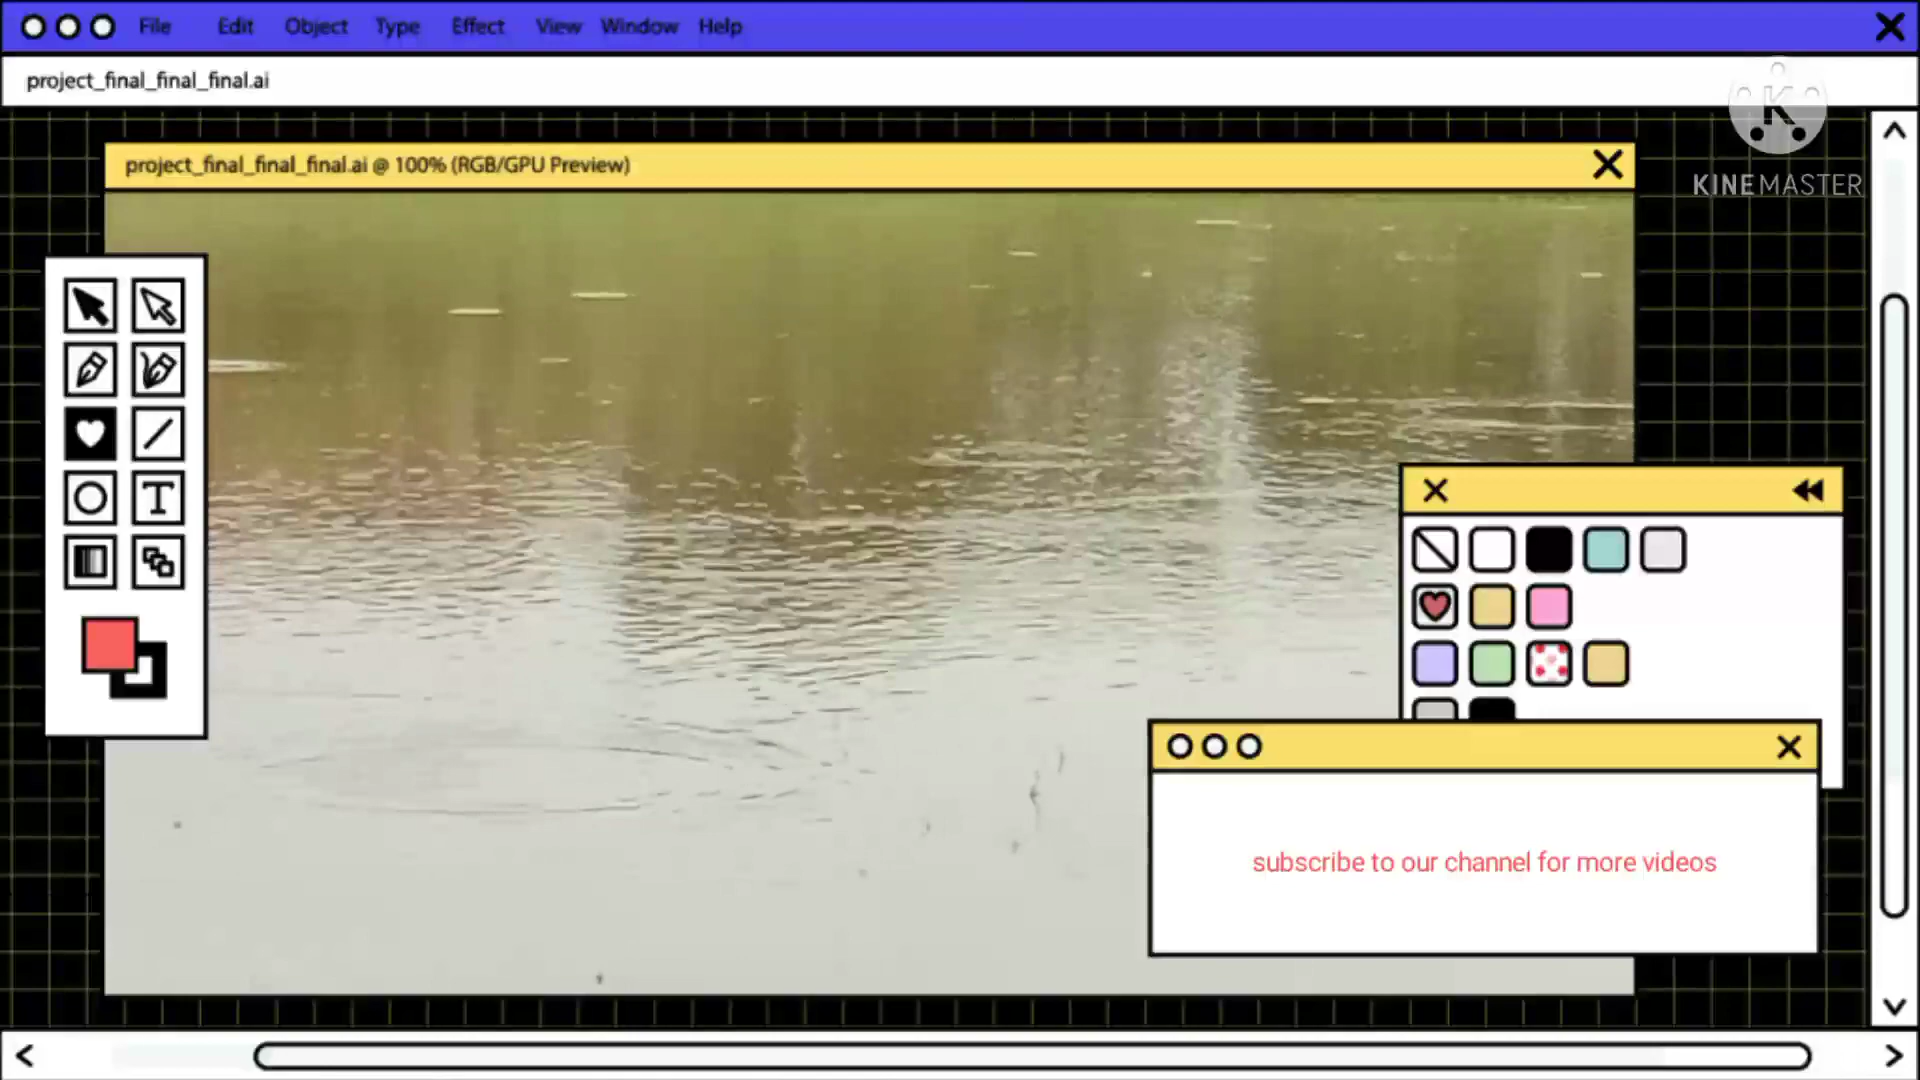 File Edit Object Type Effect View Window Help
project_final_final_final.ai
project_final_final_final.ai @ 100% (RGB/GPU Preview)
K
KINEMASTER
T
subscribe to our channel for more videos